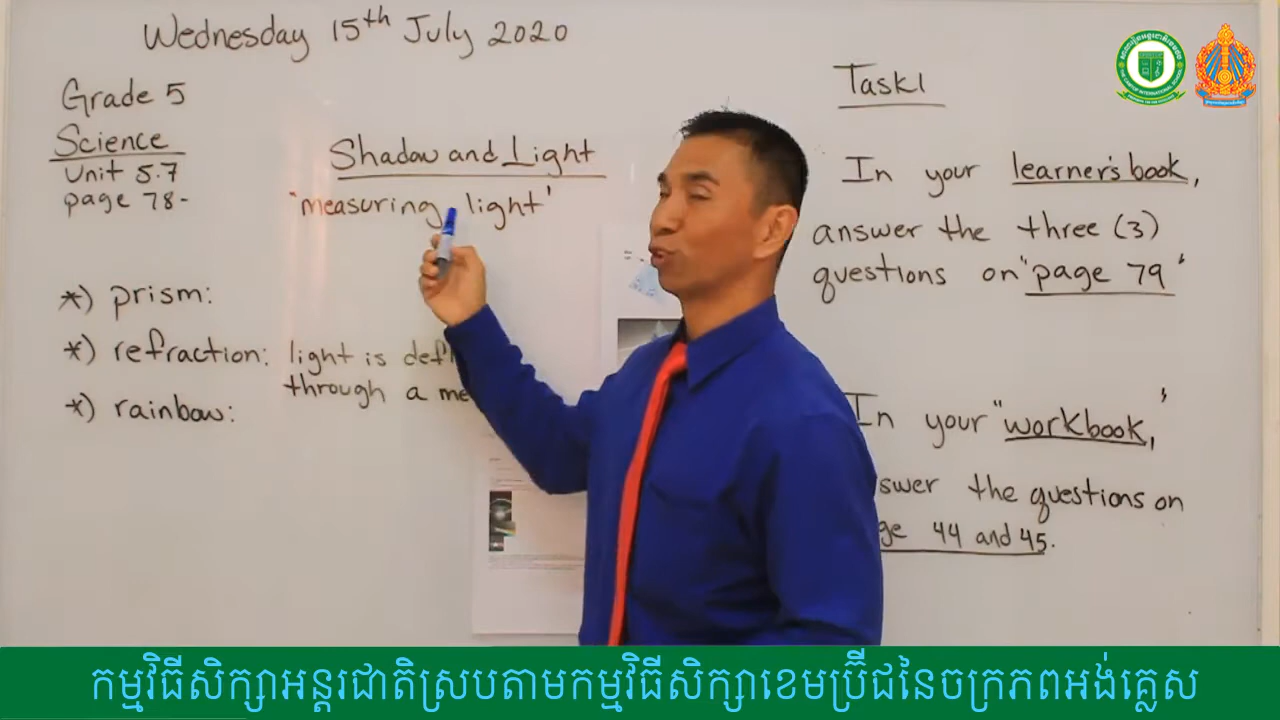 Wednesday 15th July 2020
Grade 5
Science
Unit 5.7
page 78-
Shadow and Light
"measuring light"
*) prism:
*) refraction: light is def
through a me
*) rainbow:
Task1
In your learner's book,
answer the three (3)
questions on "page 79"
In your "workbook,"
swer the questions on
ge 44 and 45.
កម្មវិធីសិក្សាអន្តរជាតិស្របតាមកម្មវិធីសិក្សាខេមប្រ៊ីជនៃចក្រភពអង់គ្លេស